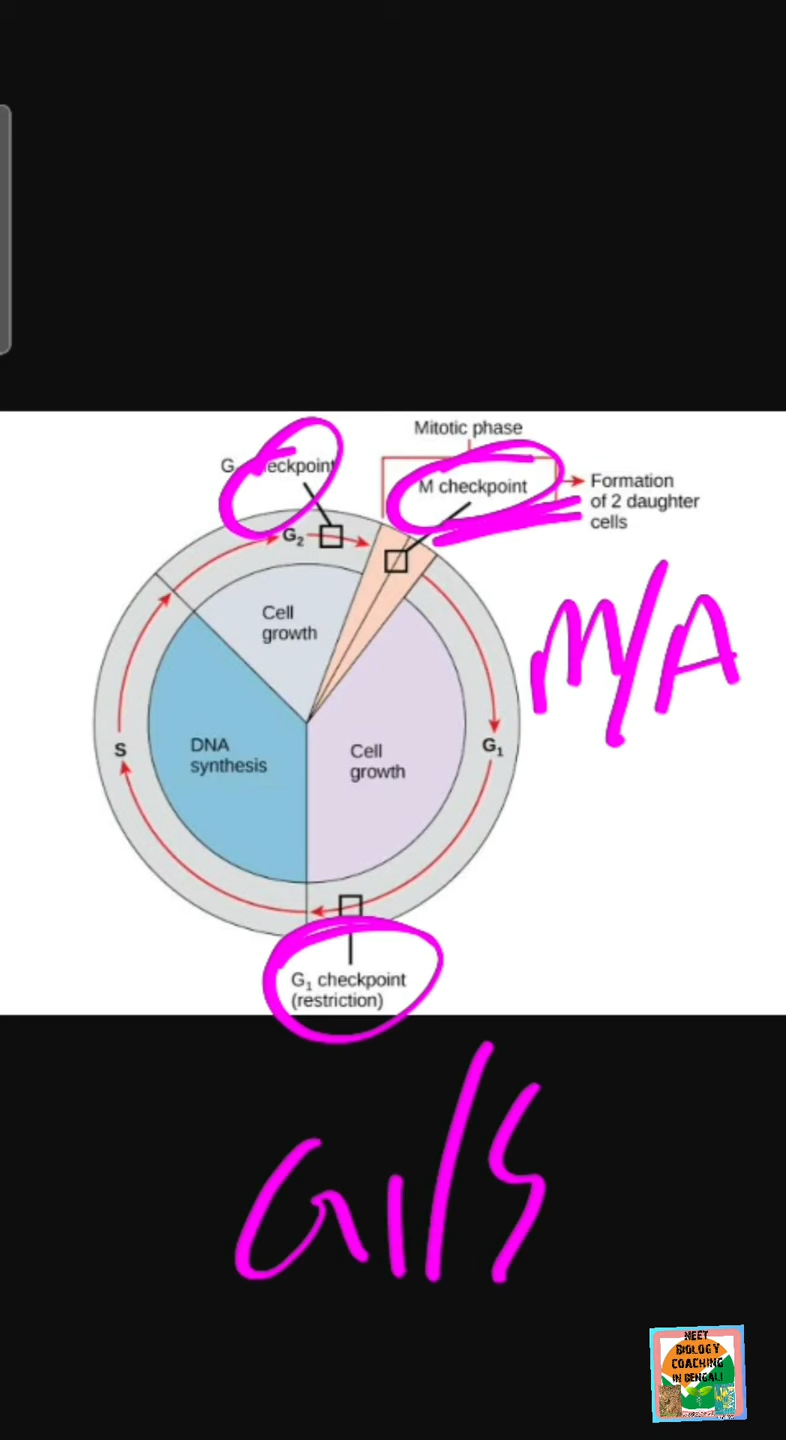 Mitotic phase
G
eckpoint
M checkpoint
Formation
of 2 daughter
cells
G₂
Cell
growth
M/A
S
DNA
synthesis
Cell
growth
G₁
G₁ checkpoint
(restriction)
G1/S
NEET
BIOLOGY
COACHING
IN BENGALI